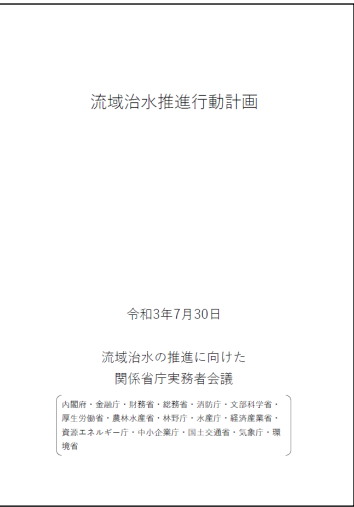 流域治水推進行動計画
令和3年7月30日
流域治水の推進に向けた
関係省庁実務者会議
内閣府・金融庁・財務省・総務省・消防庁・文部科学省・
厚生労働省・農林水産省・林野庁・水産庁・経済産業省・
資源エネルギー庁・中小企業庁・国土交通省・気象庁・環
境省